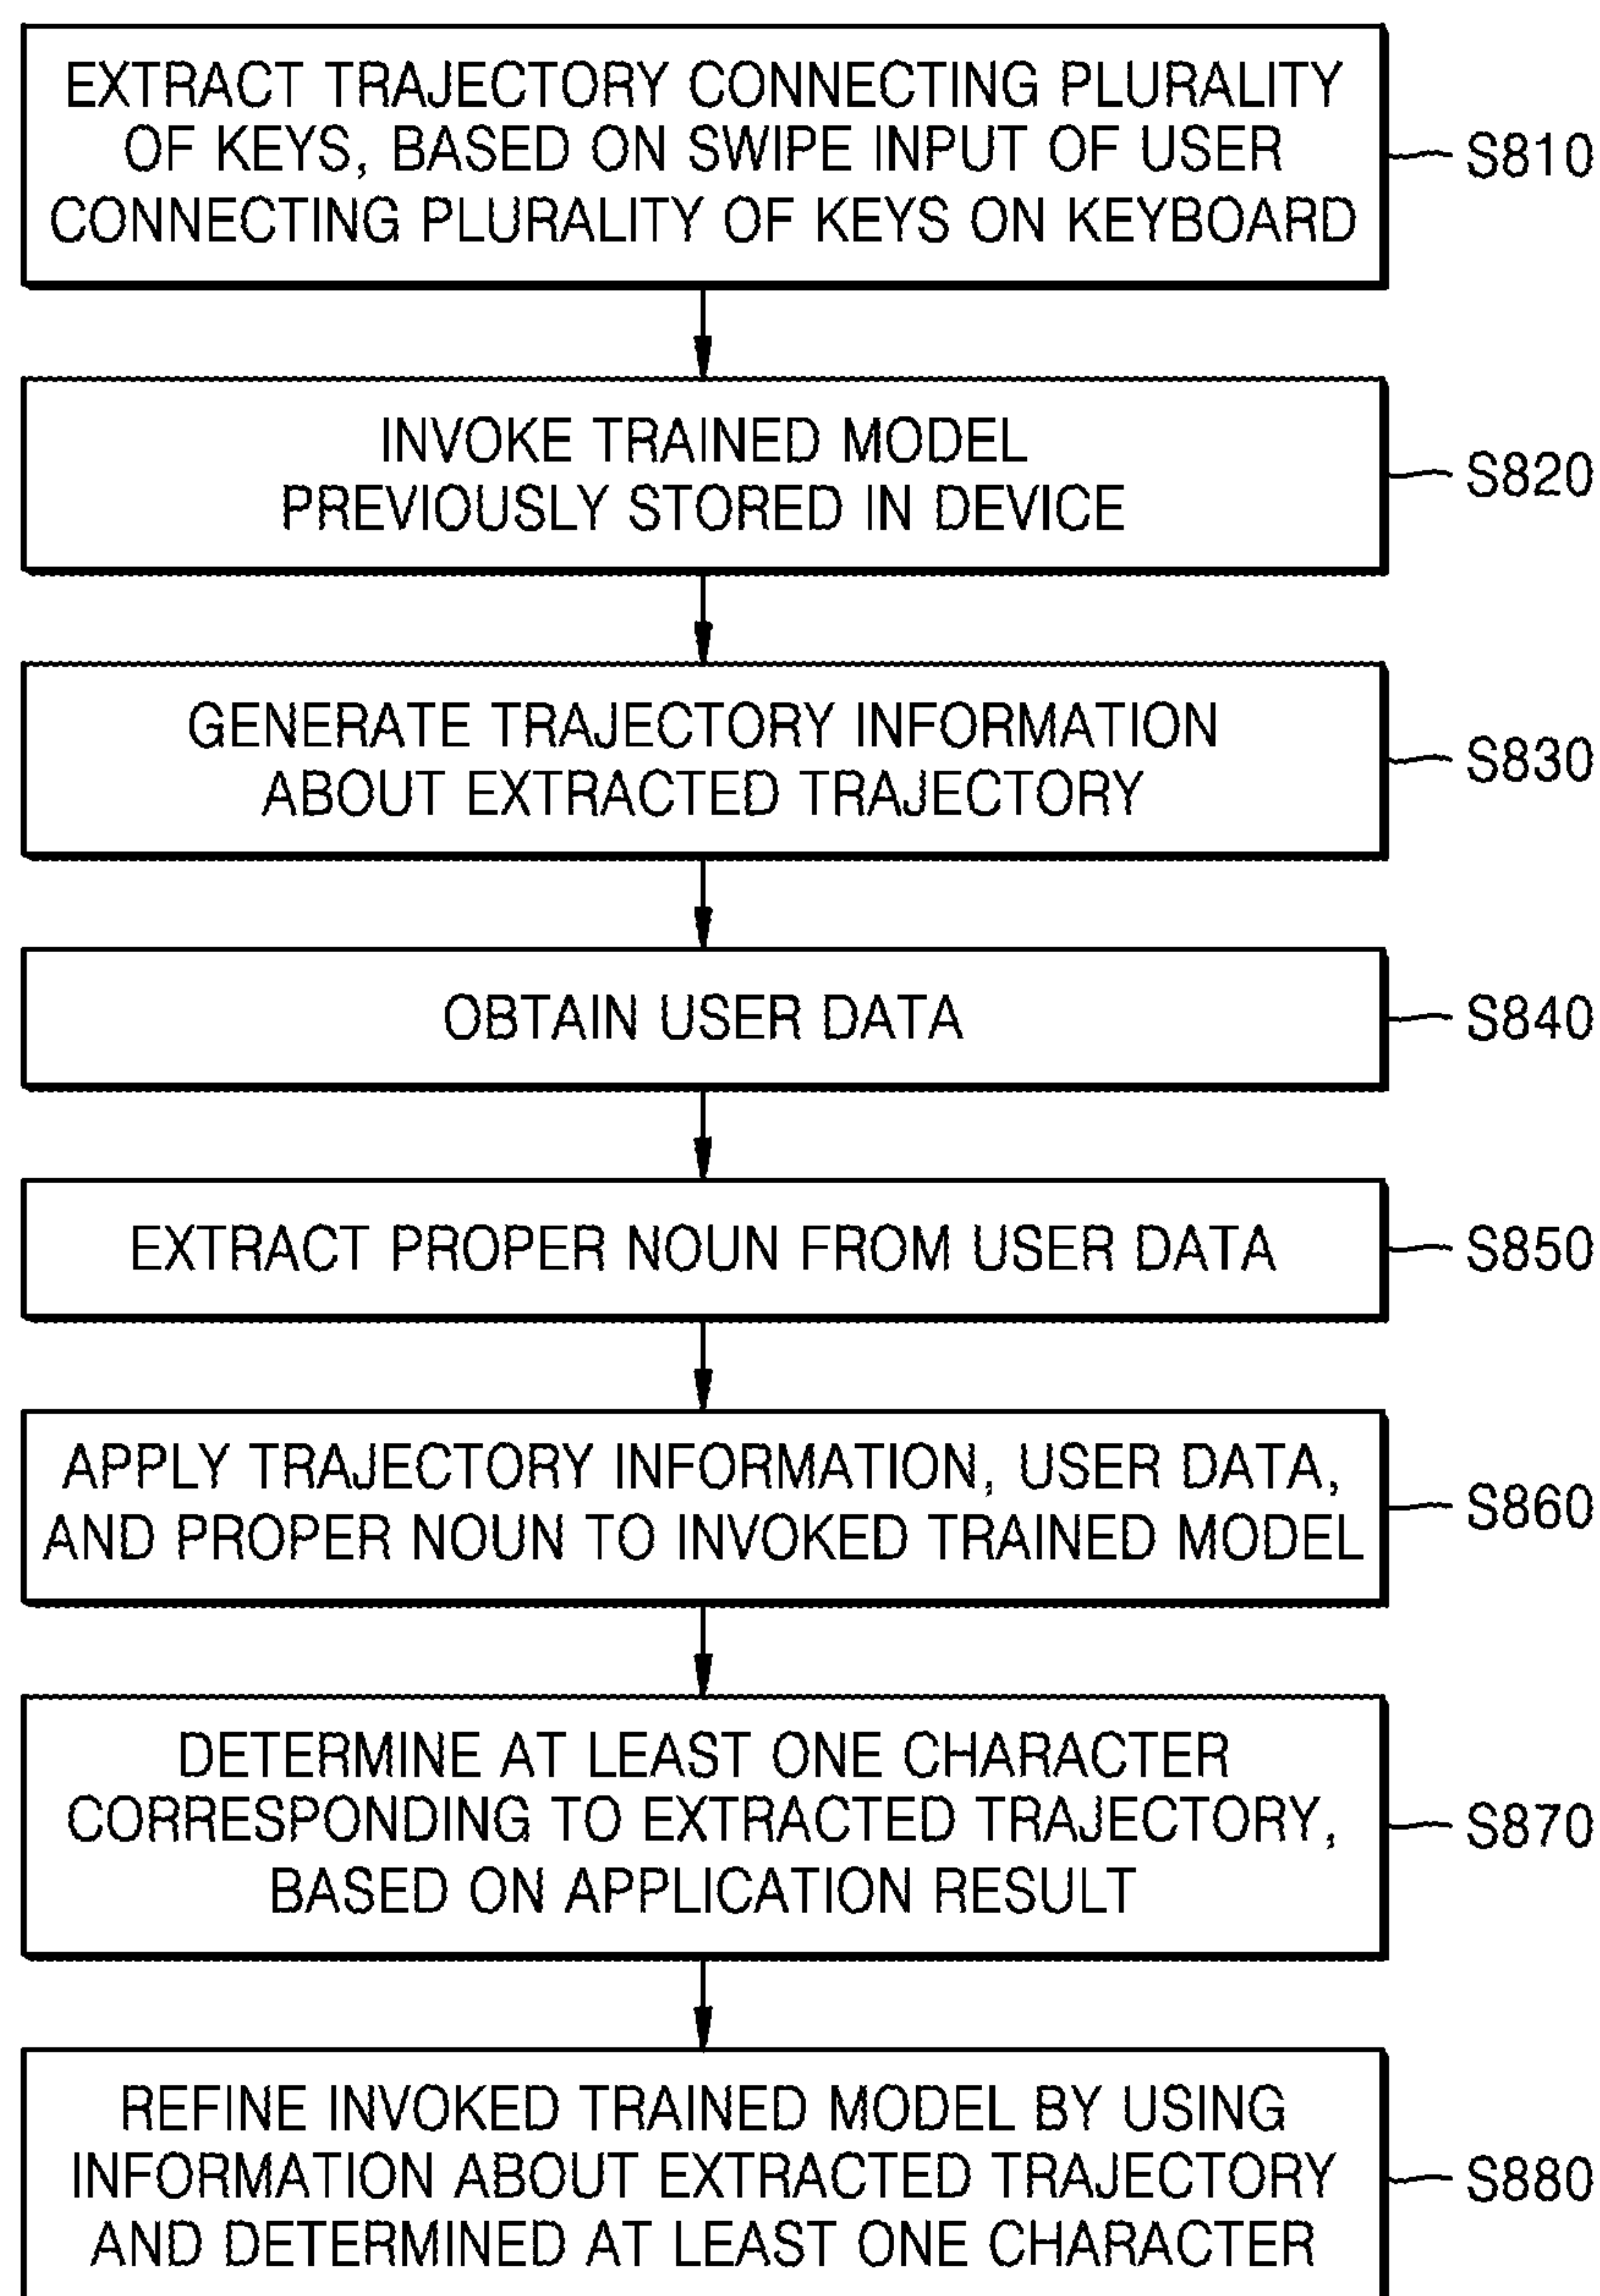 EXTRACT TRAJECTORY CONNECTING PLURALITY
OF KEYS, BASED ON SWIPE INPUT OF USER
CONNECTING PLURALITY OF KEYS ON KEYBOARD
S810
INVOKE TRAINED MODEL
PREVIOUSLY STORED IN DEVICE
S820
GENERATE TRAJECTORY INFORMATION
ABOUT EXTRACTED TRAJECTORY
S830
OBTAIN USER DATA
S840
EXTRACT PROPER NOUN FROM USER DATA
S850
APPLY TRAJECTORY INFORMATION, USER DATA,
AND PROPER NOUN TO INVOKED TRAINED MODEL
S860
DETERMINE AT LEAST ONE CHARACTER
CORRESPONDING TO EXTRACTED TRAJECTORY,
BASED ON APPLICATION RESULT
S870
REFINE INVOKED TRAINED MODEL BY USING
INFORMATION ABOUT EXTRACTED TRAJECTORY
AND DETERMINED AT LEAST ONE CHARACTER
S880